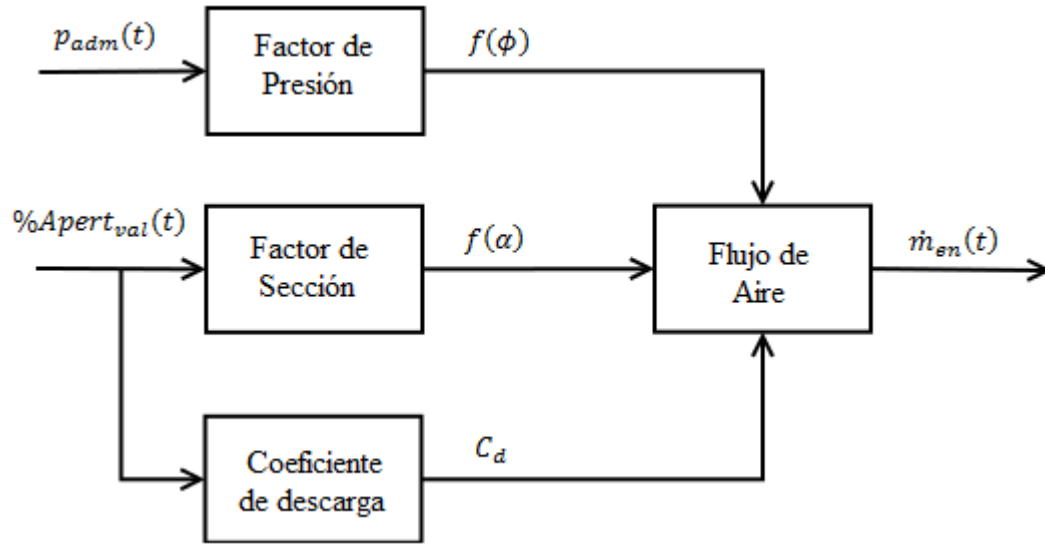 p_adm(t)
Factor de
Presión
f(ϕ)
%Apert_val(t)
Factor de
Sección
f(α)
Flujo de
Aire
ṁ_en(t)
Coeficiente
de descarga
C_d